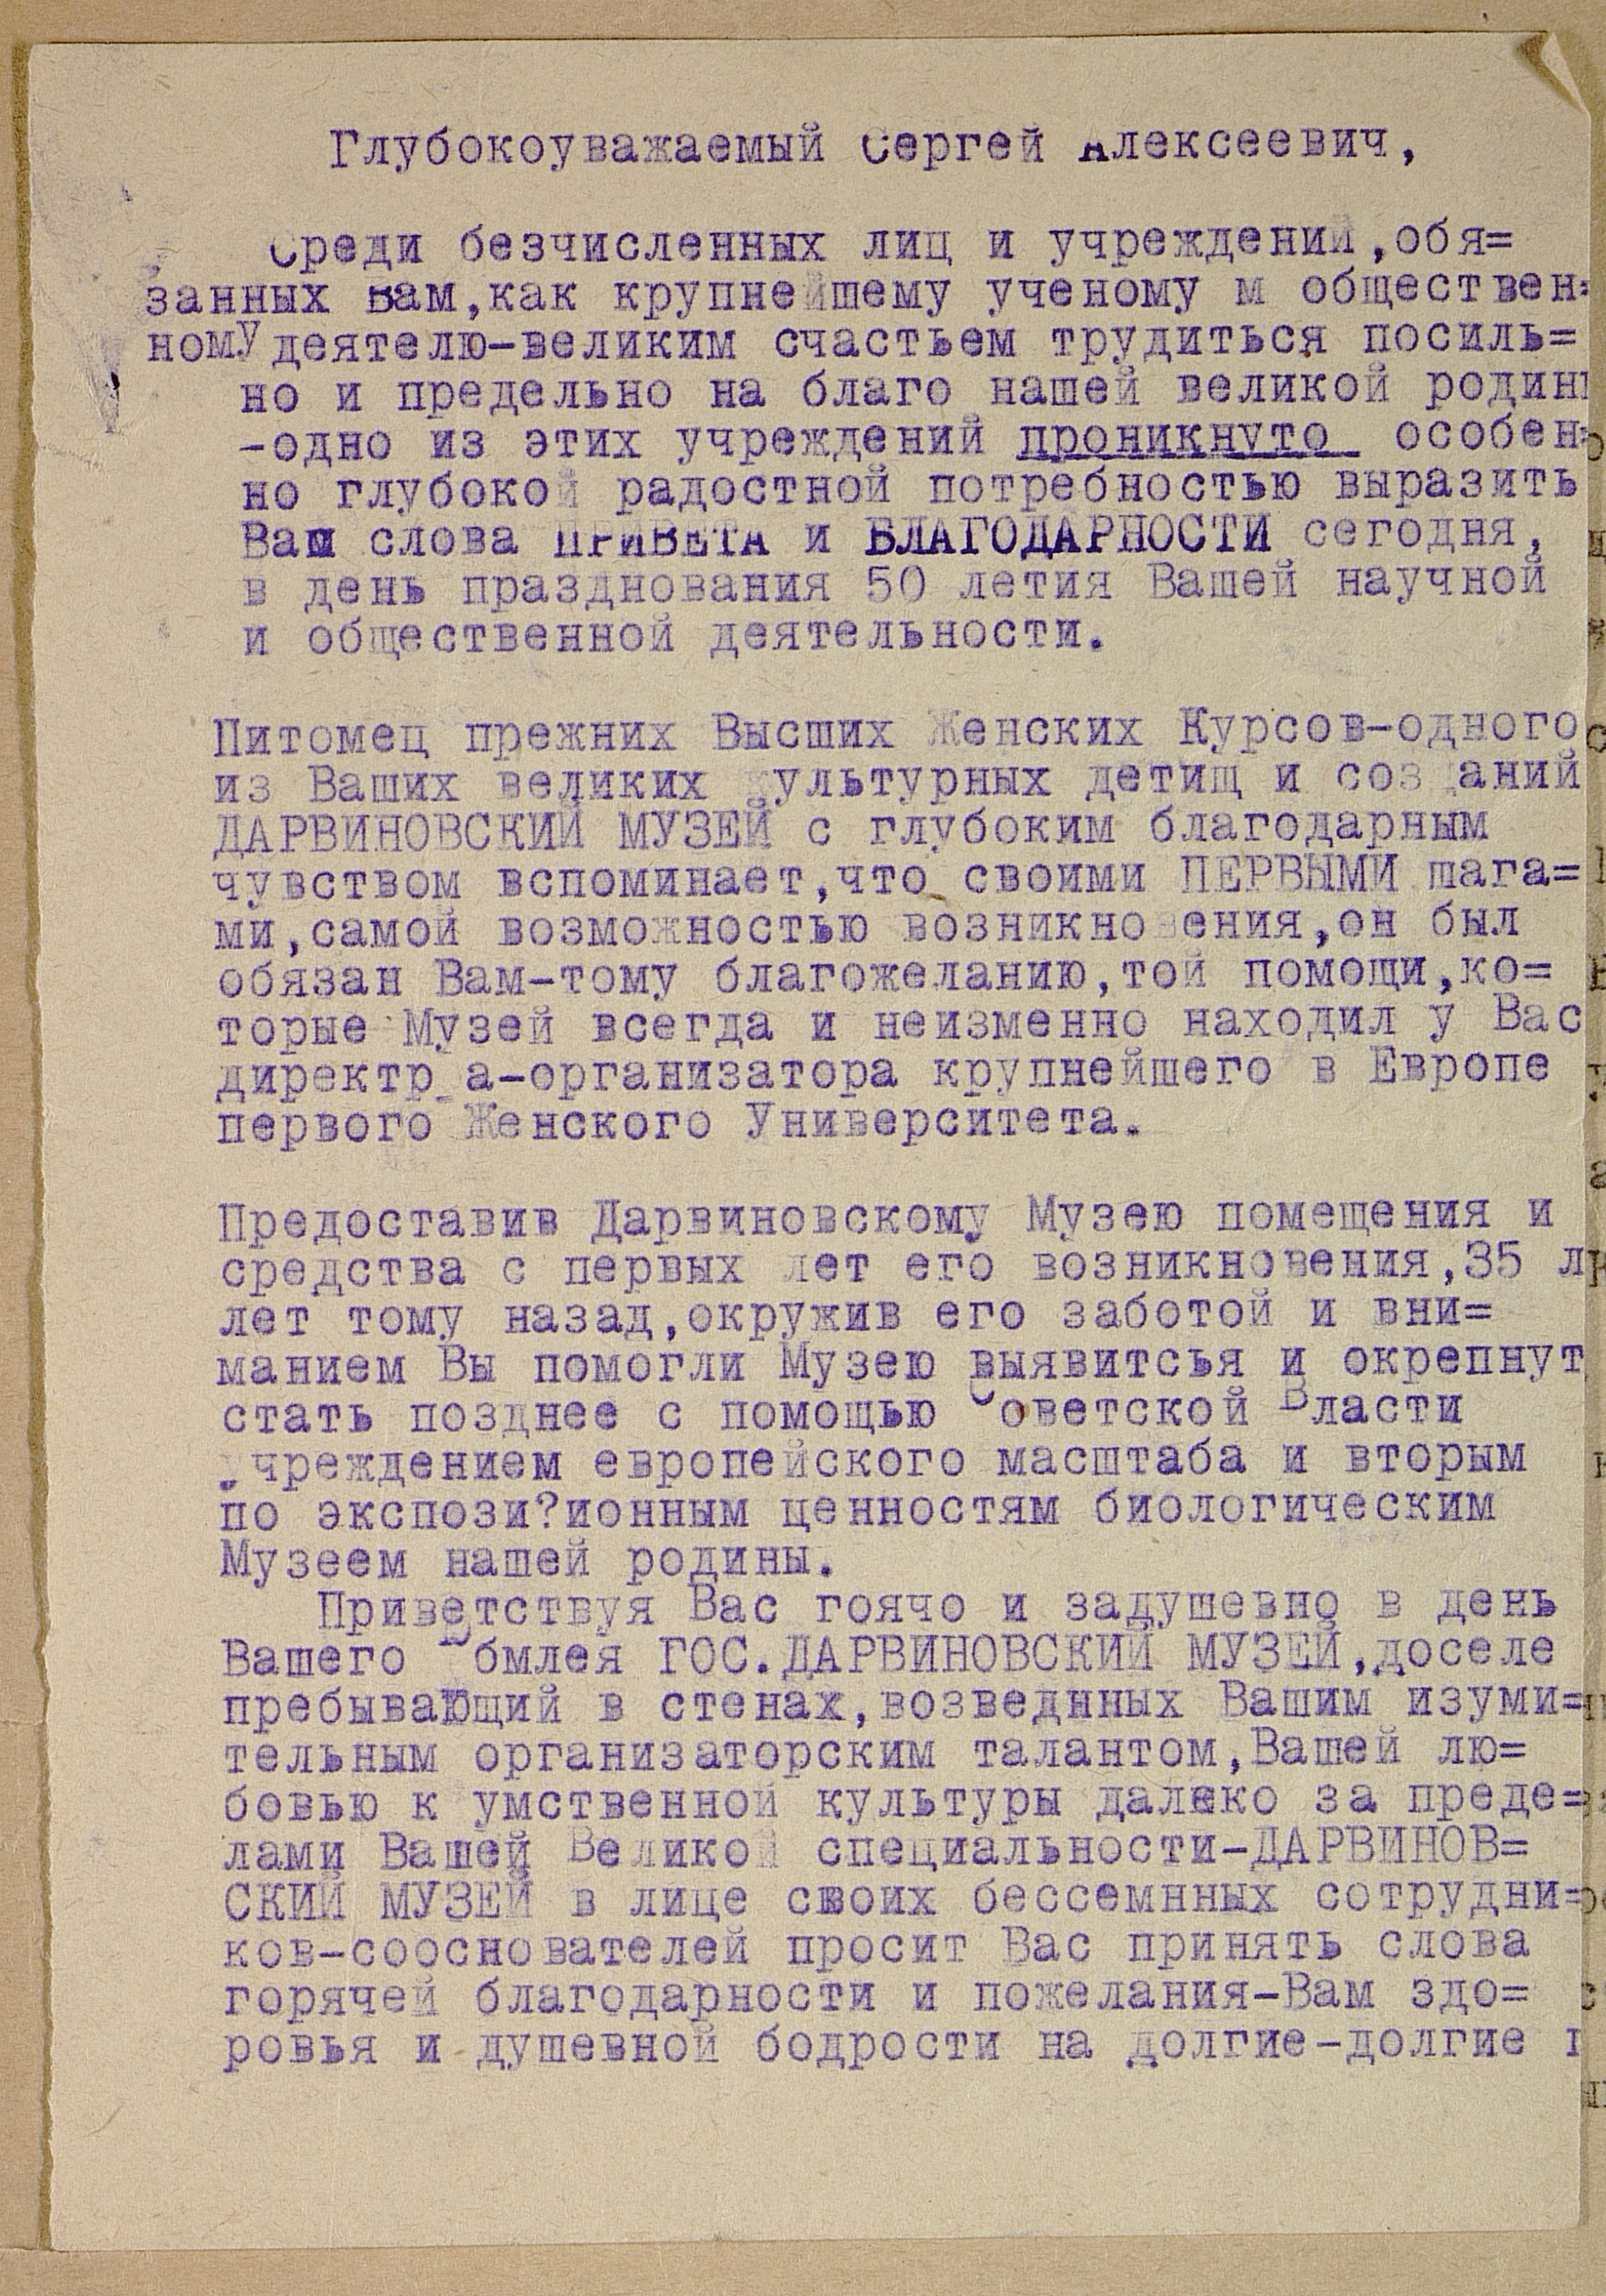 Глубокоуважаемый Сергей Алексеевич,
Среди безчисленных лиц и учреждений,обя=
занных Вам,как крупнейшему ученому м обществен=
ному деятелю-великим счастьем трудиться посиль=
но и предельно на благо нашей великой родины
-одно из этих учреждений проникнуто особен=
но глубокой радостной потребностью выразить
Вам слова ПРИВЕТА и БЛАГОДАРНОСТИ сегодня,
в день празднования 50 летия Вашей научной
и общественной деятельности.
Питомец прежних Высших Женских Курсов-одного
из Ваших великих культурных детищ и созданий
ДАРВИНОВСКИЙ МУЗЕЙ с глубоким благодарным
чувством вспоминает,что своими ПЕРВЫМИ шага=
ми,самой возможностью возникновения,он был
обязан Вам-тому благожеланию,той помощи,ко=
торые Музей всегда и неизменно находил у Вас
директр а-организатора крупнейшего в Европе
первого Женского Университета.
Предоставив Дарвиновскому Музею помещения и
средства с первых лет его возникновения,35 л
лет тому назад,окружив его заботой и вни=
манием Вы помогли Музею выявитсья и окрепнут
стать позднее с помощью Советской Власти
учреждением европейского масштаба и вторым
по экспози?ионным ценностям биологическим
Музеем нашей родины.
Приветствуя Вас гоячо и задушевно в день
Вашего Юбмлея ГОС.ДАРВИНОВСКИЙ МУЗЕЙ,доселе
пребывающий в стенах,возведнных Вашим изуми=
тельным организаторским талантом,Вашей лю=
бовью к умственной культуры далеко за преде=
лами Вашей Великой специальности-ДАРВИНОВ=
СКИЙ МУЗЕЙ в лице своих бессемнных сотрудни=
ков-сооснователей просит Вас принять слова
горячей благодарности и пожелания-Вам здо=
ровья и душевной бодрости на долгие-долгие